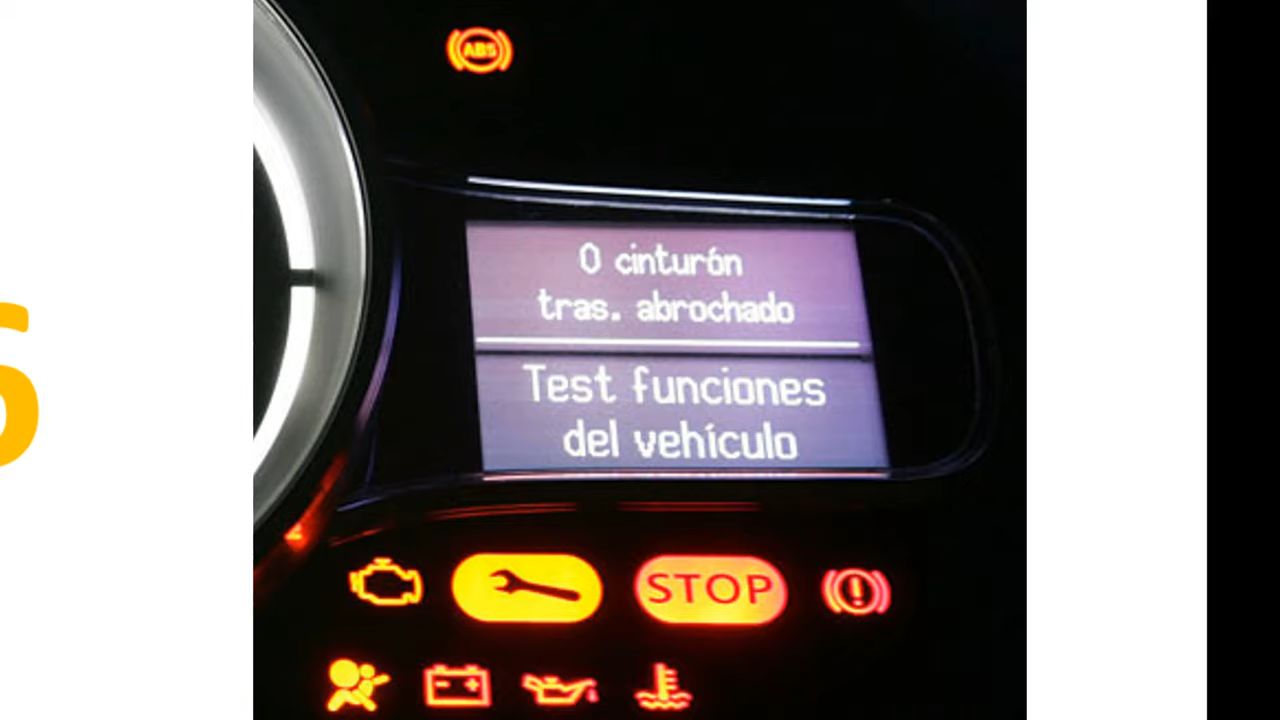 ABS
0 cinturón
tras. abrochado
Test funciones
del vehículo
STOP